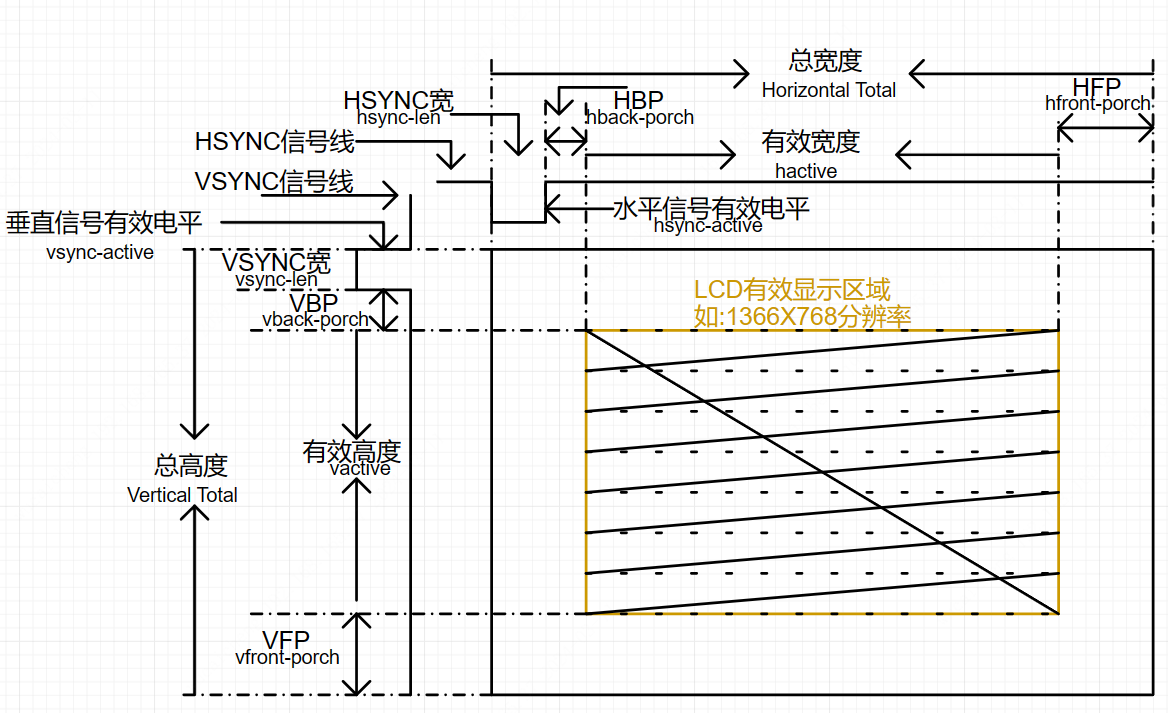 总宽度
Horizontal Total
HFP
hfront-porch
HSYNC宽
hsync-len
HBP
hback-porch
HSYNC信号线
有效宽度
hactive
VSYNC信号线
水平信号有效电平
hsync-active
垂直信号有效电平
vsync-active
VSYNC宽
vsync-len
VBP
vback-porch
LCD有效显示区域
如:1366X768分辨率
有效高度
vactive
总高度
Vertical Total
VFP
vfront-porch